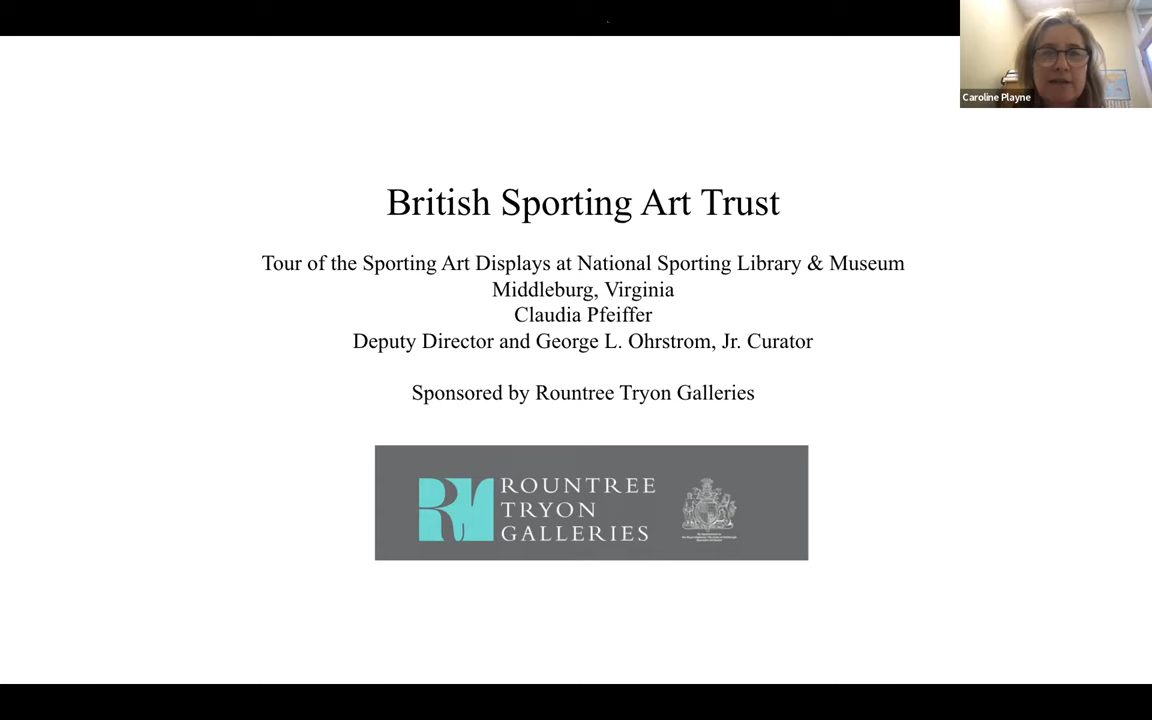 Caroline Playne
British Sporting Art Trust
Tour of the Sporting Art Displays at National Sporting Library & Museum
Middleburg, Virginia
Claudia Pfeiffer
Deputy Director and George L. Ohrstrom, Jr. Curator
Sponsored by Rountree Tryon Galleries
ROUNTREE
TRYON
GALLERIES